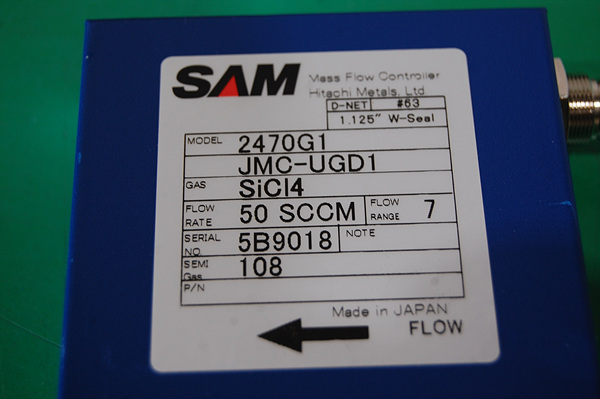 SAM
Mass Flow Controller
Hitachi Metals, Ltd
D-NET #63
1.125" W-Seal
MODEL 2470G1
JMC-UGD1
GAS SiCl4
FLOW RATE 50 SCCM FLOW RANGE 7
SERIAL NO. 5B9018 NOTE
SEMI Gas 108
P/N
Made in JAPAN
FLOW